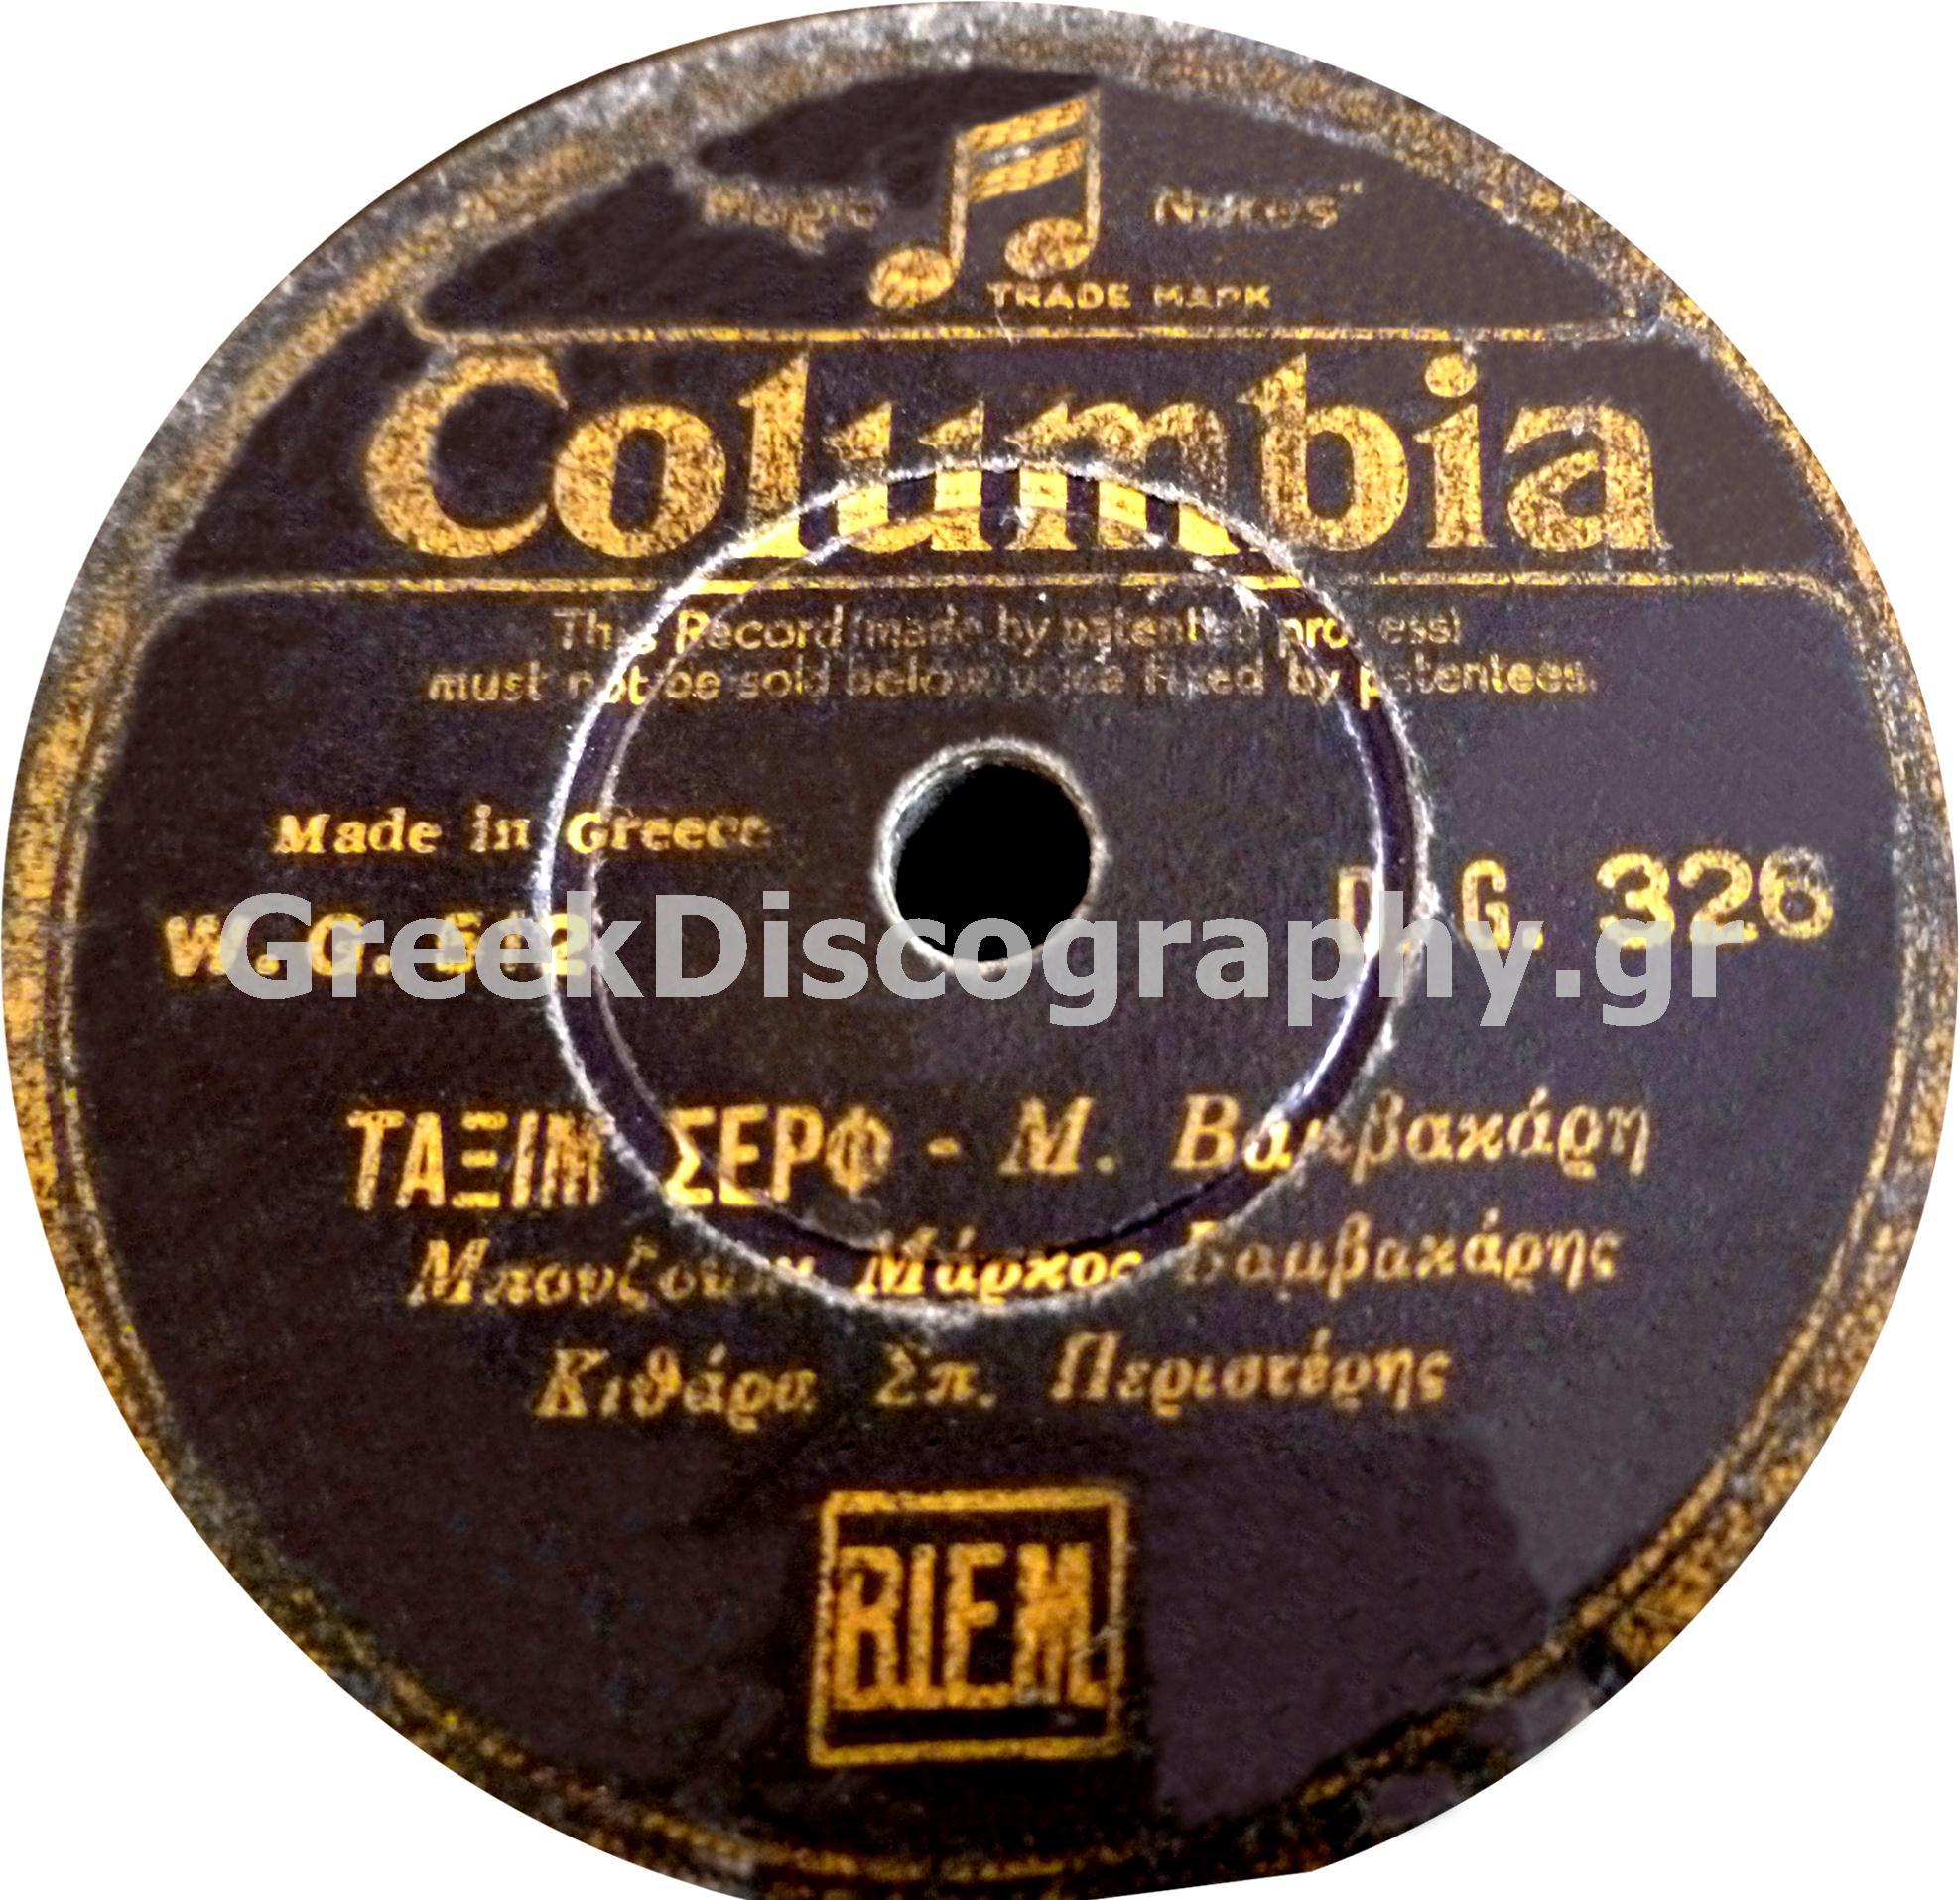 "Magic Notes"
TRADE MARK
Columbia
This Record (made by patented process)
must not be sold below price fixed by patentees.
Made in Greece
D. G. 326
W. G.
GreekDiscography.gr
ΤΑΞΙΜ ΣΕΡΦ - Μ. Βαμβακάρη
Μπουζούκι Μάρκος Βαμβακάρης
Κιθάρα Σπ. Περιστέρης
BIEM